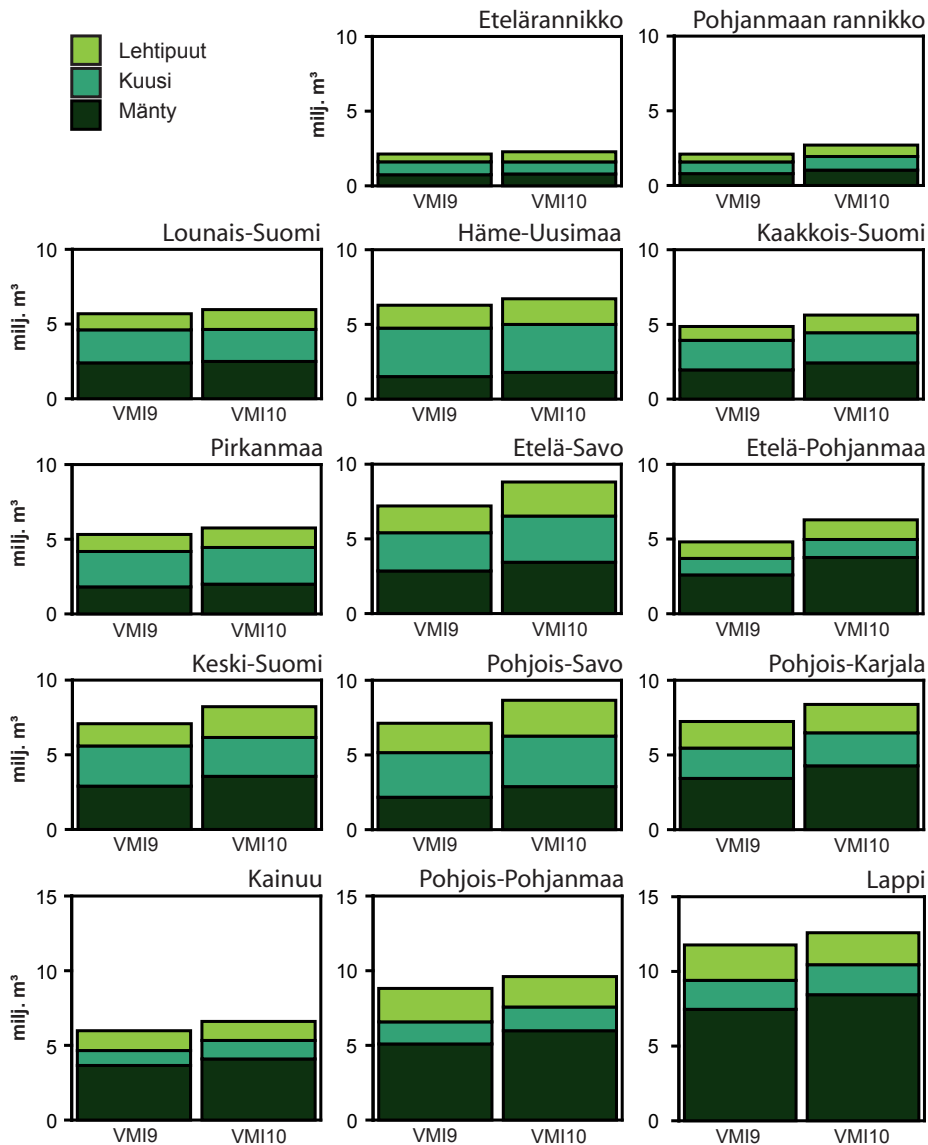 Lehtipuut
Kuusi
Mänty
Etelärannikko
milj. m³
10
5
0
VMI9 VMI10
Pohjanmaan rannikko
10
5
0
VMI9 VMI10
Lounais-Suomi
milj. m³
10
5
0
VMI9 VMI10
Häme-Uusimaa
10
5
0
VMI9 VMI10
Kaakkois-Suomi
10
5
0
VMI9 VMI10
Pirkanmaa
milj. m³
10
5
0
VMI9 VMI10
Etelä-Savo
10
5
0
VMI9 VMI10
Etelä-Pohjanmaa
10
5
0
VMI9 VMI10
Keski-Suomi
milj. m³
10
5
0
VMI9 VMI10
Pohjois-Savo
10
5
0
VMI9 VMI10
Pohjois-Karjala
10
5
0
VMI9 VMI10
Kainuu
milj. m³
15
10
5
0
VMI9 VMI10
Pohjois-Pohjanmaa
15
10
5
0
VMI9 VMI10
Lappi
15
10
5
0
VMI9 VMI10